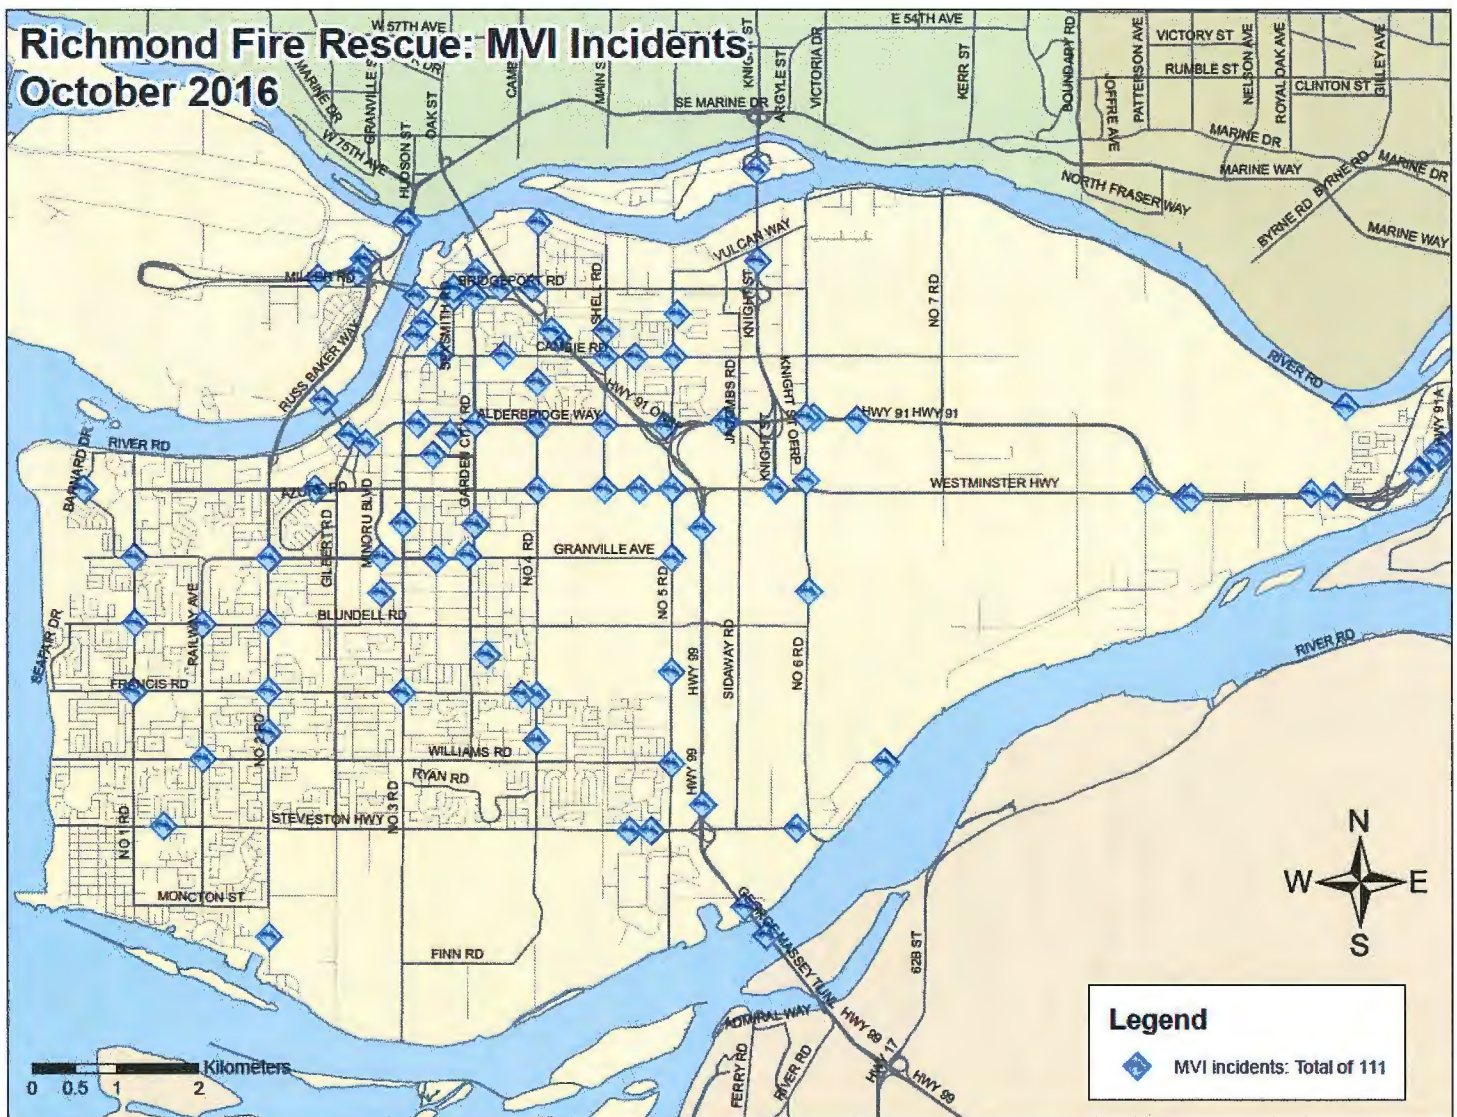 Richmond Fire Rescue: MVI Incidents
October 2016
W 57TH AVE
E 54TH AVE
MARINE DR
GRANVILLE S
K DR
OAK ST
CAMB
MAIN S
KNIGHT ST
ARGYLE ST
VICTORIA DR
KERR ST
BOUNDARY RD
JOFFRE AVE
PATTERSON AVE
VICTORY ST
RUMBLE ST
NELSON AVE
ROYAL OAK AVE
CLINTON ST
GILLEY AVE
SE MARINE DR
W 75TH AVE
HUDSON ST
MARINE DR
MARINE WAY
BYRNE RD
MARINE DR
NORTH FRASER WAY
BYRNE RD
MARINE WAY
VULCAN WAY
MILLER RD
BRIDGEPORT RD
SHELL RD
KNIGHT ST
NO 7 RD
SEXSMITH RD
RUSS BAKER WAY
CAMBIE RD
RIVER RD
HWY 91 O
JACOMBS RD
KNIGHT ST
KNIGHT ST OFRP
HWY 91 HWY 91
HWY 91A
ALDERBRIDGE WAY
GARDEN CITY RD
RIVER RD
BARNARD DR
AZURE RD
WESTMINSTER HWY
GILBERT RD
MINORU BLVD
NO 4 RD
GRANVILLE AVE
NO 5 RD
RAILWAY AVE
BLUNDELL RD
SEAFAIR DR
RIVER RD
FRANCIS RD
HWY 99
SIDAWAY RD
NO 6 RD
NO 2 RD
WILLIAMS RD
RYAN RD
HWY 99
NO 1 RD
STEVESTON HWY
NO 3 RD
MONCTON ST
FINN RD
GEORGE MASSEY TUNL
62B ST
ADMIRAL WAY
HWY 99
HWY 17
HWY 99
FERRY RD
RIVER RD
N
W E
S
Legend
MVI incidents: Total of 111
Kilometers
0 0.5 1 2